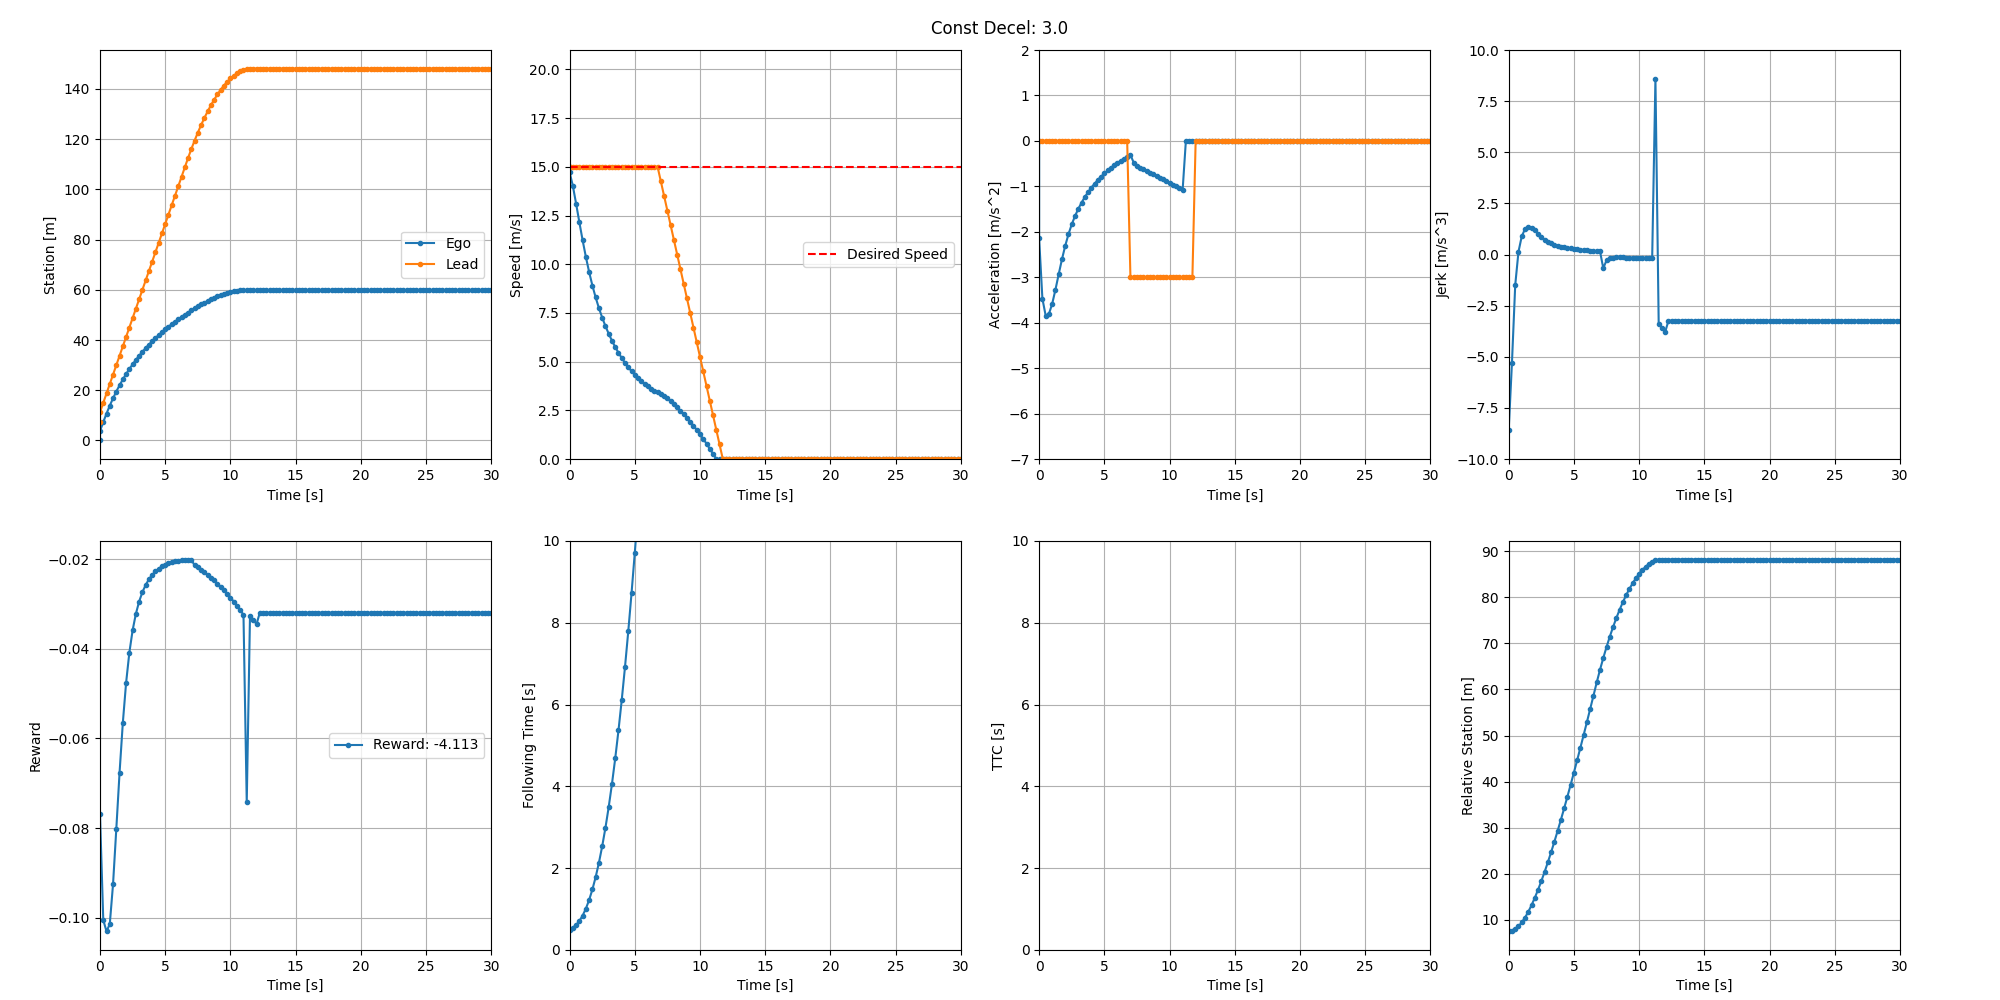 Const Decel: 3.0
140
120
100
80
60
40
20
0
Station [m]
Ego
Lead
0 5 10 15 20 25 30
Time [s]
20.0
17.5
15.0
12.5
10.0
7.5
5.0
2.5
0.0
Speed [m/s]
Desired Speed
0 5 10 15 20 25 30
Time [s]
2
1
0
−1
−2
−3
−4
−5
−6
−7
Acceleration [m/s^2]
0 5 10 15 20 25 30
Time [s]
10.0
7.5
5.0
2.5
0.0
−2.5
−5.0
−7.5
−10.0
Jerk [m/s^3]
0 5 10 15 20 25 30
Time [s]
−0.02
−0.04
−0.06
−0.08
−0.10
Reward
Reward: -4.113
0 5 10 15 20 25 30
Time [s]
10
8
6
4
2
0
Following Time [s]
0 5 10 15 20 25 30
Time [s]
10
8
6
4
2
0
TTC [s]
0 5 10 15 20 25 30
Time [s]
90
80
70
60
50
40
30
20
10
Relative Station [m]
0 5 10 15 20 25 30
Time [s]